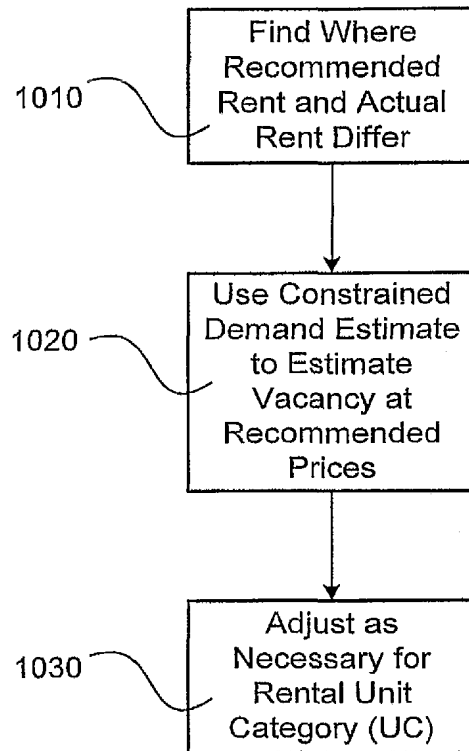 Find Where
Recommended
Rent and Actual
Rent Differ
1010
Use Constrained
Demand Estimate
to Estimate
Vacancy at
Recommended
Prices
1020
Adjust as
Necessary for
Rental Unit
Category (UC)
1030